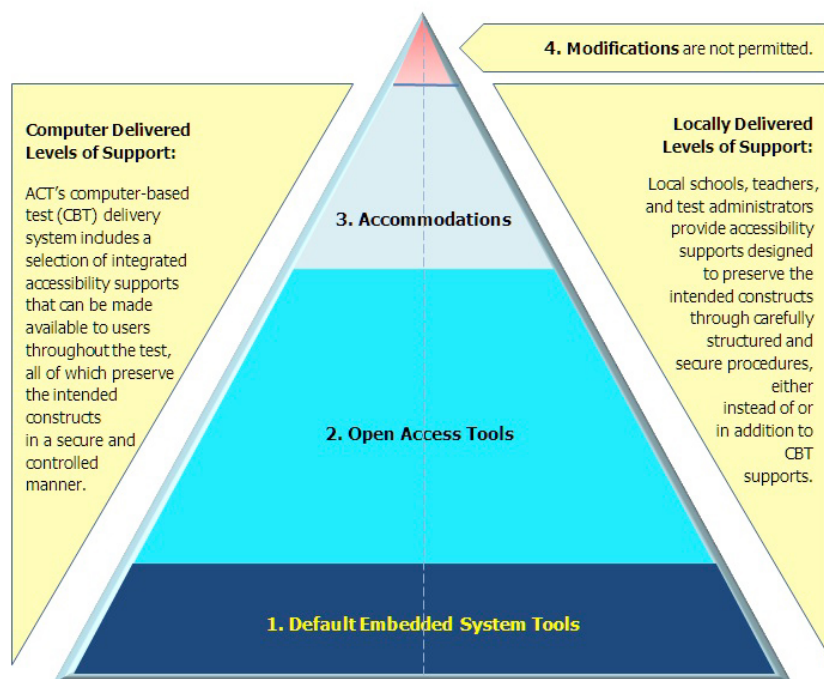 4. Modifications are not permitted.
Computer Delivered
Levels of Support:
ACT's computer-based
test (CBT) delivery
system includes a
selection of integrated
accessibility supports
that can be made
available to users
throughout the test,
all of which preserve
the intended
constructs
in a secure and
controlled
manner.
Locally Delivered
Levels of Support:
Local schools, teachers,
and test administrators
provide accessibility
supports designed
to preserve the
intended constructs
through carefully
structured and
secure procedures,
either
instead of or
in addition to
CBT
supports.
3. Accommodations
2. Open Access Tools
1. Default Embedded System Tools